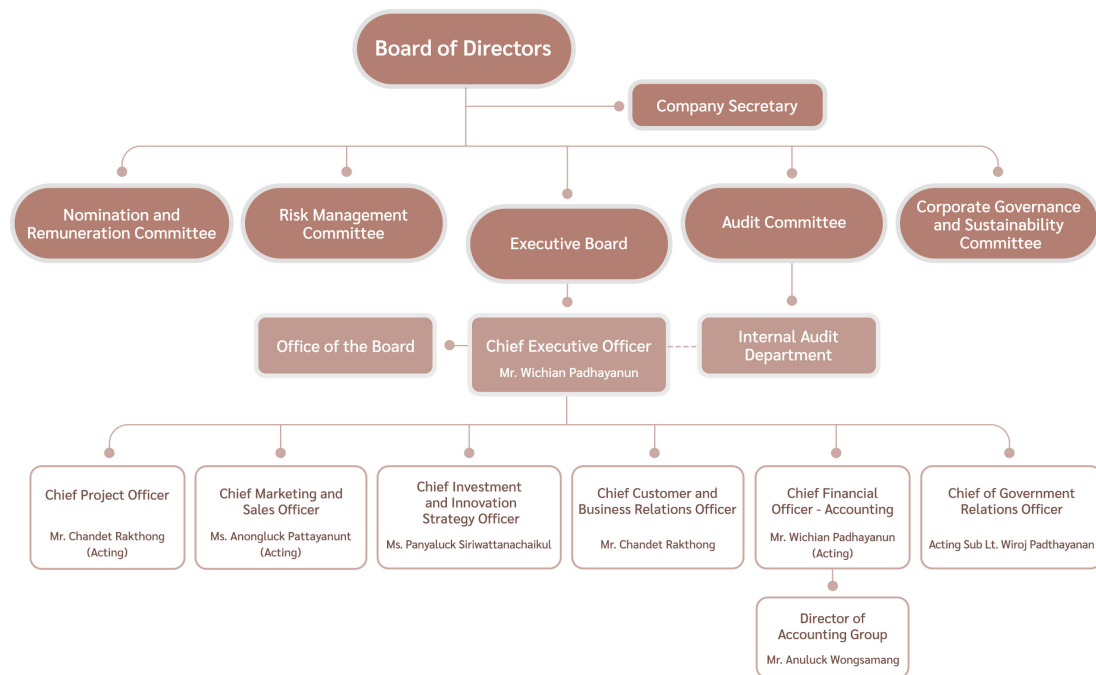 Board of Directors
Company Secretary
Nomination and
Remuneration Committee
Risk Management
Committee
Executive Board
Audit Committee
Corporate Governance
and Sustainability
Committee
Office of the Board
Chief Executive Officer
Mr. Wichian Padhayanun
Internal Audit
Department
Chief Project Officer
Mr. Chandet Rakthong
(Acting)
Chief Marketing and
Sales Officer
Ms. Anongluck Pattayanunt
(Acting)
Chief Investment
and Innovation
Strategy Officer
Ms. Panyaluck Siriwattanachaikul
Chief Customer and
Business Relations Officer
Mr. Chandet Rakthong
Chief Financial
Officer - Accounting
Mr. Wichian Padhayanun
(Acting)
Chief of Government
Relations Officer
Acting Sub Lt. Wiroj Padthayanan
Director of
Accounting Group
Mr. Anuluck Wongsamang